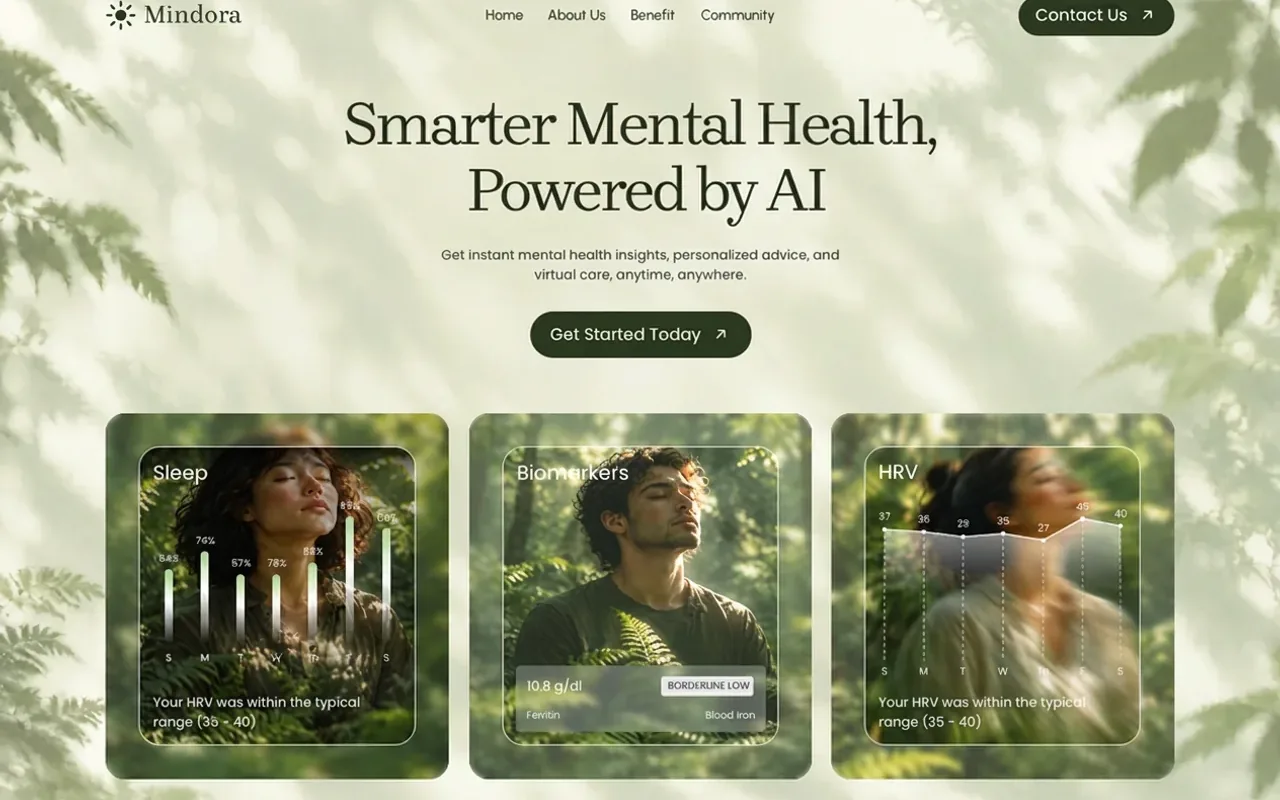 Mindora
Home About Us Benefit Community
Contact Us
Smarter Mental Health,
Powered by AI
Get instant mental health insights, personalized advice, and
virtual care, anytime, anywhere.
Get Started Today
Sleep
76%
57% 78%
S M T W F S
Your HRV was within the typical
range (35 - 40)
Biomarkers
10.8 g/dl BORDERLINE LOW
Blood Iron
HRV
37 36 29 35 27 45 40
S M T W F S
Your HRV was within the typical
range (35 - 40)